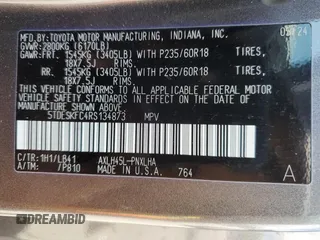 MFD.BY:TOYOTA MOTOR MANUFACTURING, INDIANA, INC.
GVWR:2800KG (6170LB)
GAWR:FRT. 1545KG (3405LB) WITH P235/60R18 TIRES,
18X7.5J RIMS,
RR. 1545KG (3405LB) WITH P235/60R18 TIRES,
18X7.5J RIMS,
THIS VEHICLE CONFORMS TO ALL APPLICABLE FEDERAL MOTOR VEHICLE SAFETY STANDARDS IN EFFECT ON THE DATE OF MANUFACTURE SHOWN ABOVE.
5TDESKFC4RS134873 MPV
C/TR:1H1/LB41 AXLH45L-PNXLHA
A/TM: /P810 MADE IN U.S.A. 764
A
DREAMBID